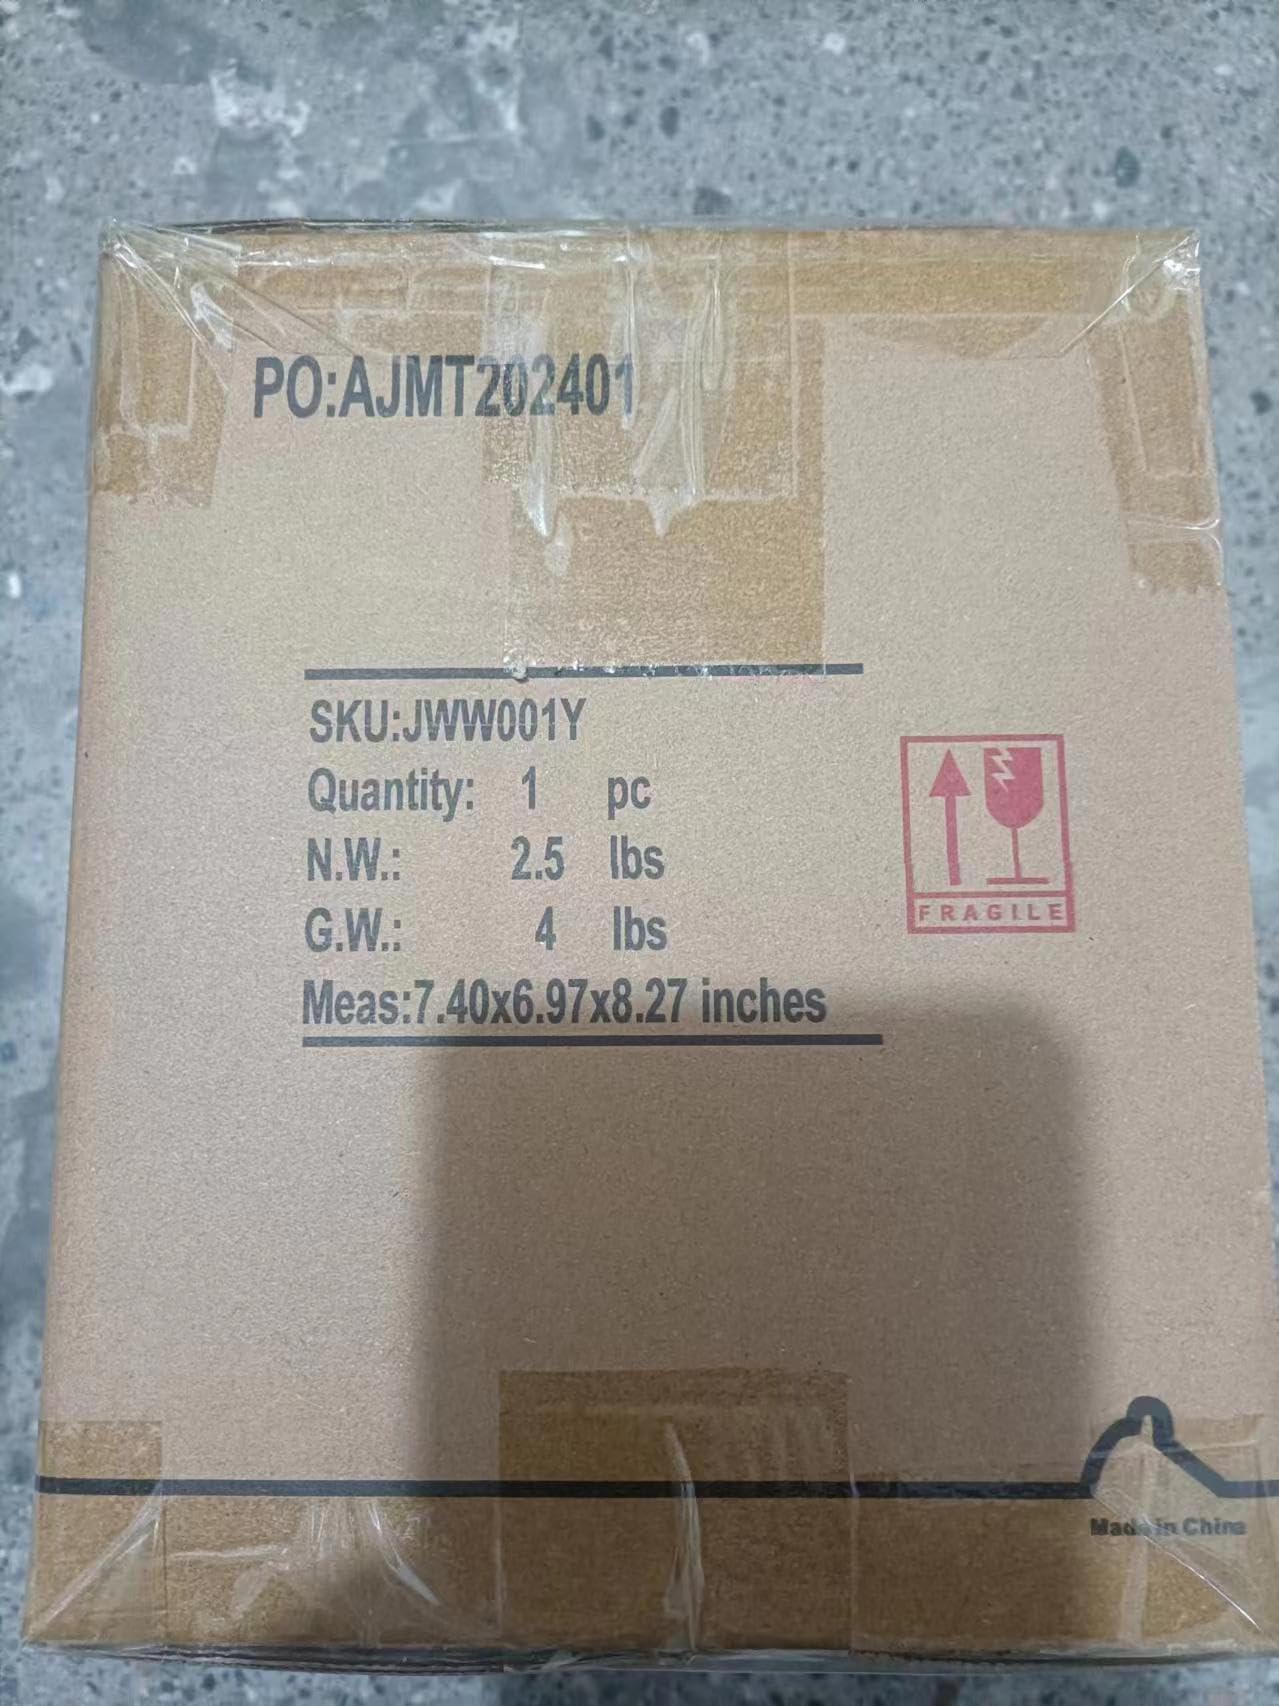 PO:AJMT202401
SKU:JWW001Y
Quantity: 1 pc
N.W.: 2.5 lbs
G.W.: 4 lbs
Meas:7.40x6.97x8.27 inches
FRAGILE
Made in China